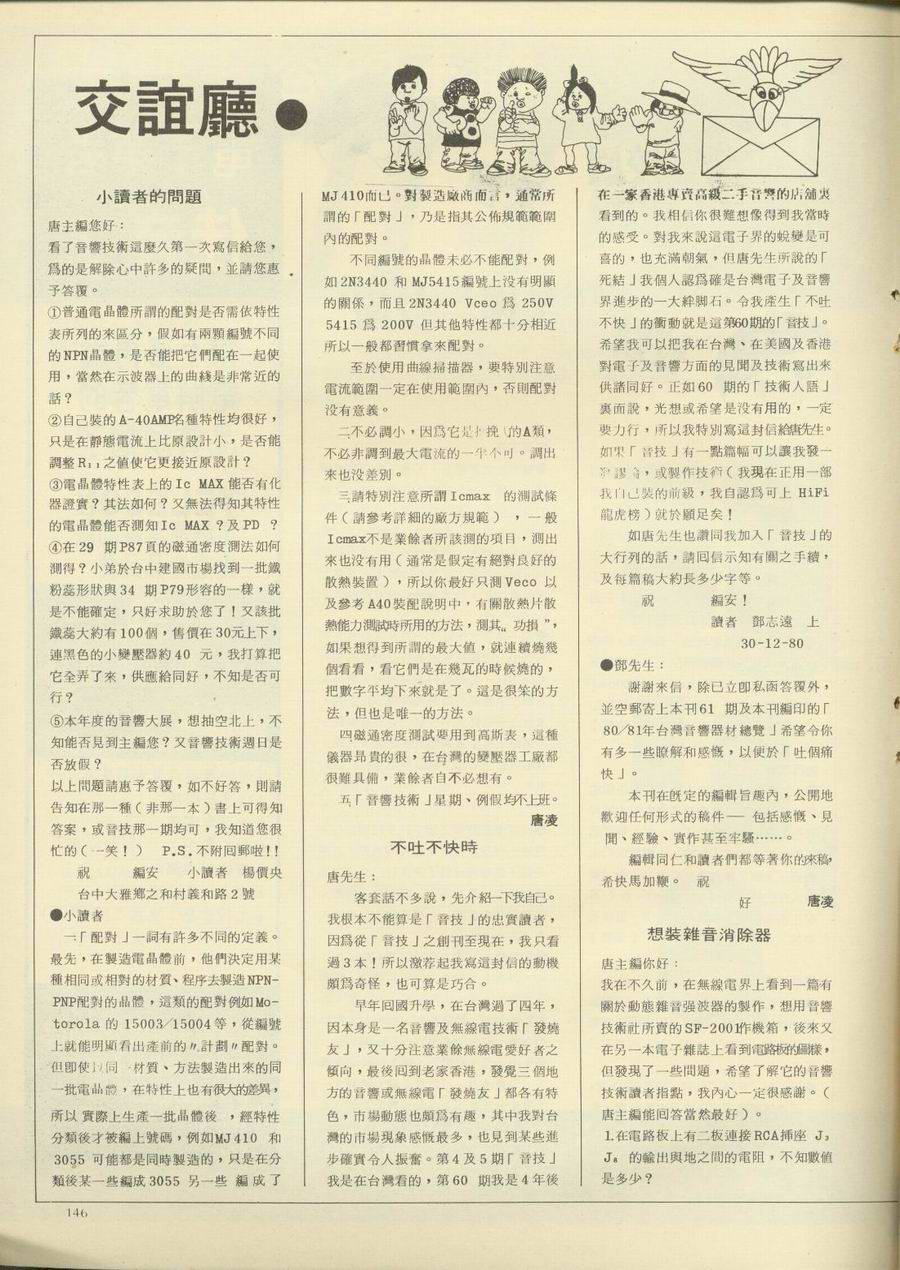 交誼廳●
小讀者的問題
唐主編您好：
看了音響技術這麼久第一次寫信給您，
爲的是解除心中許多的疑問，並請您惠
予答覆。
①普通電晶體所謂的配對是否需依特性
表所列的來區分，假如有兩顆編號不同
的NPN晶體，是否能把它們配在一起使
用，當然在示波器上的曲綫是非常近的
話？
②自己裝的A-40AMP各種特性均很好，
只是在靜態電流上比原設計小，是否能
調整R₁₁之値使它更接近原設計？
③電晶體特性表上的Ic MAX能否有化
器證實？其法如何？又無法得知其特性
的電晶體能否測知Ic MAX？及PD ？
④在29 期P87頁的磁通密度測法如何
測得？小弟於台中建國市場找到一批鐵
粉蕊形狀與34 期P79形容的一樣，就
是不能確定，只好求助於您了！又該批
鐵蕊大約有100個，售價在30元上下，
連黑色的小變壓器約40 元，我打算把
它全弄了來，供應給同好，不知是否可
行？
⑤本年度的音響大展，想抽空北上，不
知能否見到主編您？又音響技術週日是
否放假？
以上問題請惠予答覆，如不好答，則請
告知在那一種（非那一本）書上可得知
答案，或音技那一期均可，我知道您很
忙的（一笑！） P.S.不附回郵啦！！
祝 編安 小讀者 楊價央
台中大雅鄉之和村義和路2號
●小讀者
一「配對」一詞有許多不同的定義。
最先，在製造電晶體前，他們決定用某
種相同或相對的材質、程序去製造NPN-
PNP配對的晶體，這類的配對例如Mo-
torola 的 15003/15004等，從編號
上就能明顯看出產前的〃計劃〃配對。
但即使以同一材質、方法製造出來的同
一批電晶體，在特性上也有很大的差異，
所以實際上生產一批晶體後 ，經特性
分類後才被編上號碼，例如MJ410 和
3055 可能都是同時製造的，只是在分
類後某一些編成3055 另一些 編 成了
MJ410而已。對製造廠商而言，通常所
謂的「配對」，乃是指其公佈規範範圍
內的配對。
不同編號的晶體未必不能配對，例
如2N3440 和 MJ5415編號上沒有明顯
的關係，而且2N3440 Vceo 爲 250V
5415 爲 200V 但其他特性都十分相近
所以一般都習慣拿來配對。
至於使用曲線掃描器，要特別注意
電流範圍一定在使用範圍內，否則配對
沒有意義。
二不必調小，因爲它是推挽的A類，
不必非調到最大電流的一半不可。調出
來也沒差別。
三請特別注意所謂Icmax 的測試條
件（請參考詳細的廠方規範） ，一般
Icmax不是業餘者所該測的項目，測出
來也沒有用（通常是假定有絕對良好的
散熱裝置），所以你最好只測Veco 以
及參考A40裝配說明中，有關散熱片散
熱能力測試時所用的方法，測其〝功損〞，
如果想得到所謂的最大値，就連續燒幾
個看看，看它們是在幾瓦的時候燒的，
把數字平均下來就是了。這是很笨的方
法，但也是唯一的方法。
四磁通密度測試要用到高斯表，這種
儀器昻貴的很，在台灣的變壓器工廠都
很難具備，業餘者自不必想有。
五「音響技術」星期、例假均不上班。
唐凌
不吐不快時
唐先生：
客套話不多說，先介紹一下我自己。
我根本不能算是「音技」的忠實讀者，
因爲從「音技」之創刊至現在，我只看
過3本！所以激荐起我寫這封信的動機
頗爲奇怪，也可算是巧合。
早年回國升學，在台灣過了四年，
因本身是一名音響及無線電技術「發燒
友」，又十分注意業餘無線電愛好者之
傾向，最後回到老家香港，發覺三個地
方的音響或無線電「發燒友」都各有特
色，市場動態也頗爲有趣，其中我對台
灣的市場現象感慨最多，也見到某些進
步確實令人振奮。第4及5期「音技」
我是在台灣看的，第60 期我是4年後
在一家香港專賣高級二手音響的店舖裏
看到的。我相信你很難想像得到我當時
的感受。對我來說這電子界的蛻變是可
喜的，也充滿朝氣，但唐先生所說的「
死結」我個人認爲確是台灣電子及音響
界進步的一大絆脚石。令我產生「不吐
不快」的衝動就是這第60期的「音技」。
希望我可以把我在台灣、在美國及香港
對電子及音響方面的見聞及技術寫出來
供諸同好。正如60 期的「技術人語」
裏面說，光想或希望是沒有用的，一定
要力行，所以我特別寫這封信給唐先生。
如果「音技」有一點篇幅可以讓我發一
謬 ，或製作技術（我現在正用一部
我自己裝的前級，我自認爲可上 HiFi
龍虎榜）就於願足矣！
如唐先生也讚同我加入「音技」的
大行列的話，請回信示知有關之手續，
及每篇稿大約長多少字等。
祝 編安！
讀者 鄧志遠 上
30-12-80
●鄧先生：
謝謝來信，除已立即私函答覆外，
並空郵寄上本刊61 期及本刊編印的「
80/81年台灣音響器材總覽」希望令你
有多一些瞭解和感慨，以便於「吐個痛
快」。
本刊在旣定的編輯旨趣內，公開地
歡迎任何形式的稿件──包括感慨、見
聞、經驗、實作甚至牢騷……。
編輯同仁和讀者們都等著你的來稿，
希快馬加鞭。 祝
好 唐凌
想裝雜音消除器
唐主編你好：
我在不久前，在無線電界上看到一篇有
關於動態雜音强波器的製作，想用音響
技術社所賣的SF-2001作機箱，後來又
在另一本電子雜誌上看到電路板的圖樣，
但發現了一些問題，希望了解它的音響
技術讀者指點，我內心一定很感謝。（
唐主編能回答當然最好）。
1.在電路板上有二板連接RCA插座 J₃
J₆ 的輸出與地之間的電阻，不知數値
是多少？
146